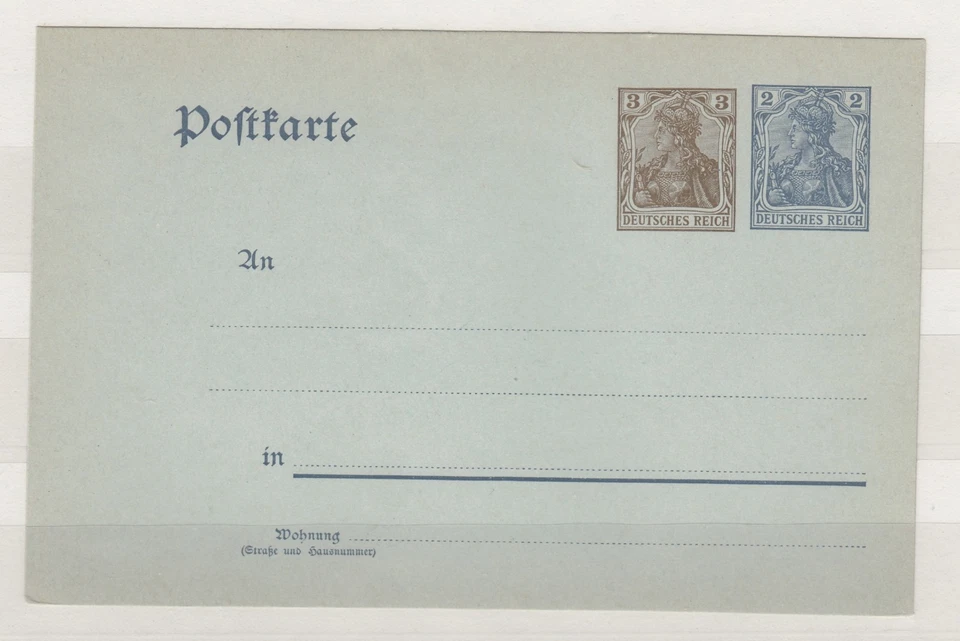 Postkarte
3 3
DEUTSCHES REICH
2 2
DEUTSCHES REICH
An
in
Wohnung
(Straße und Hausnummer)